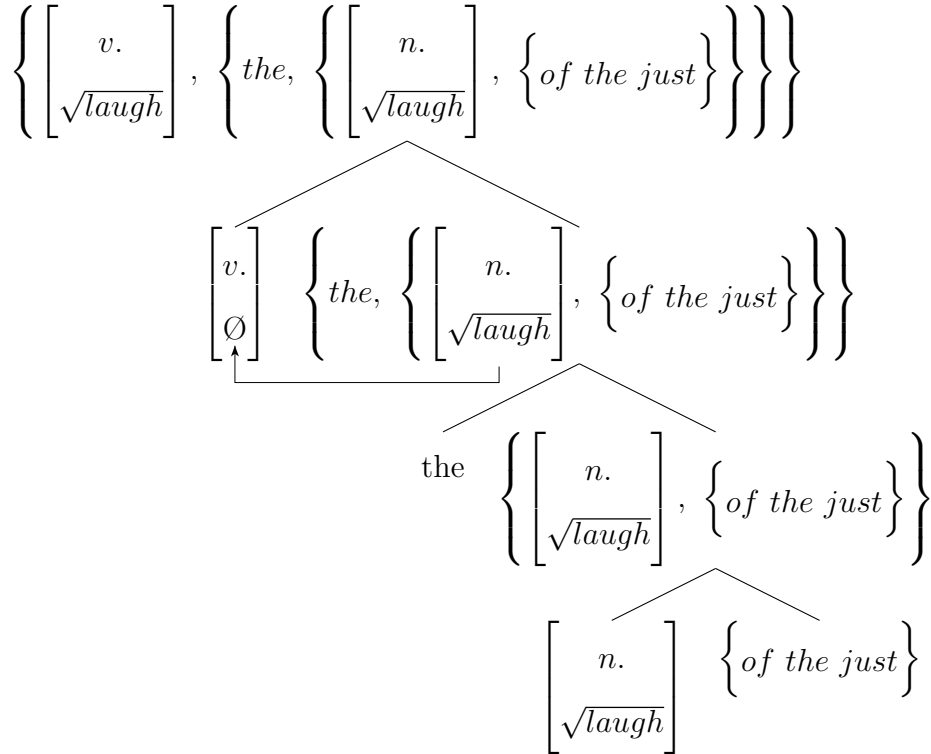 {[v. √laugh], {the, {[n. √laugh], {of the just}}}}
[v. ∅] {the, {[n. √laugh], {of the just}}}
the {[n. √laugh], {of the just}}
[n. √laugh] {of the just}